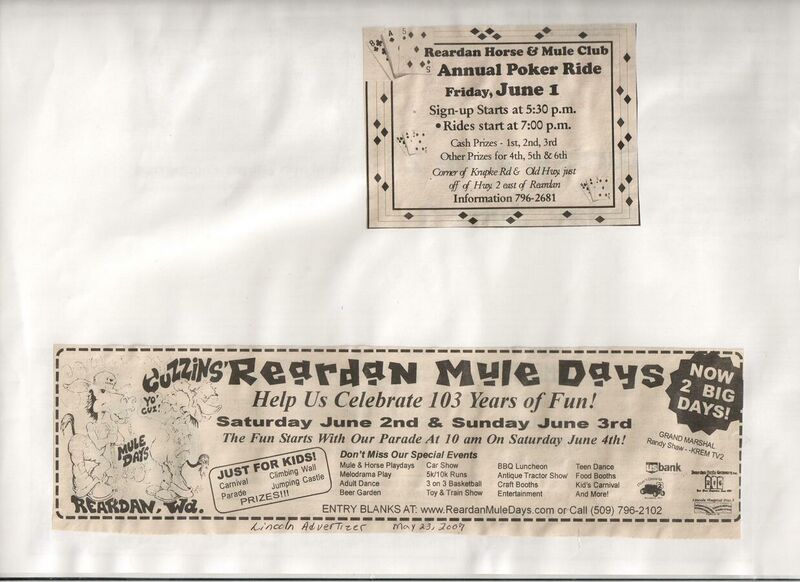 Reardan Horse & Mule Club
Annual Poker Ride
Friday, June 1
Sign-up Starts at 5:30 p.m.
• Rides start at 7:00 p.m.
Cash Prizes - 1st, 2nd, 3rd
Other Prizes for 4th, 5th & 6th
Corner of Krupke Rd & Old Hwy, just
off of Hwy. 2 east of Reardan
Information 796-2681
Cuzzins' Reardan Mule Days
Help Us Celebrate 103 Years of Fun!
Saturday June 2nd & Sunday June 3rd
The Fun Starts With Our Parade At 10 am On Saturday June 4th!
NOW
2 BIG
DAYS!
YO'
CUZ!
MULE
DAYS
REARDAN, Wa.
JUST FOR KIDS!
Carnival Climbing Wall
Parade Jumping Castle
PRIZES!!!
Don't Miss Our Special Events
Mule & Horse Playdays Car Show BBQ Luncheon Teen Dance
Melodrama Play 5k/10k Runs Antique Tractor Show Food Booths
Adult Dance 3 on 3 Basketball Craft Booths Kid's Carnival
Beer Garden Toy & Train Show Entertainment And More!
GRAND MARSHAL
Randy Shaw - -KREM TV2
usbank
ENTRY BLANKS AT: www.ReardanMuleDays.com or Call (509) 796-2102
Lincoln Advertizer May 23, 2007